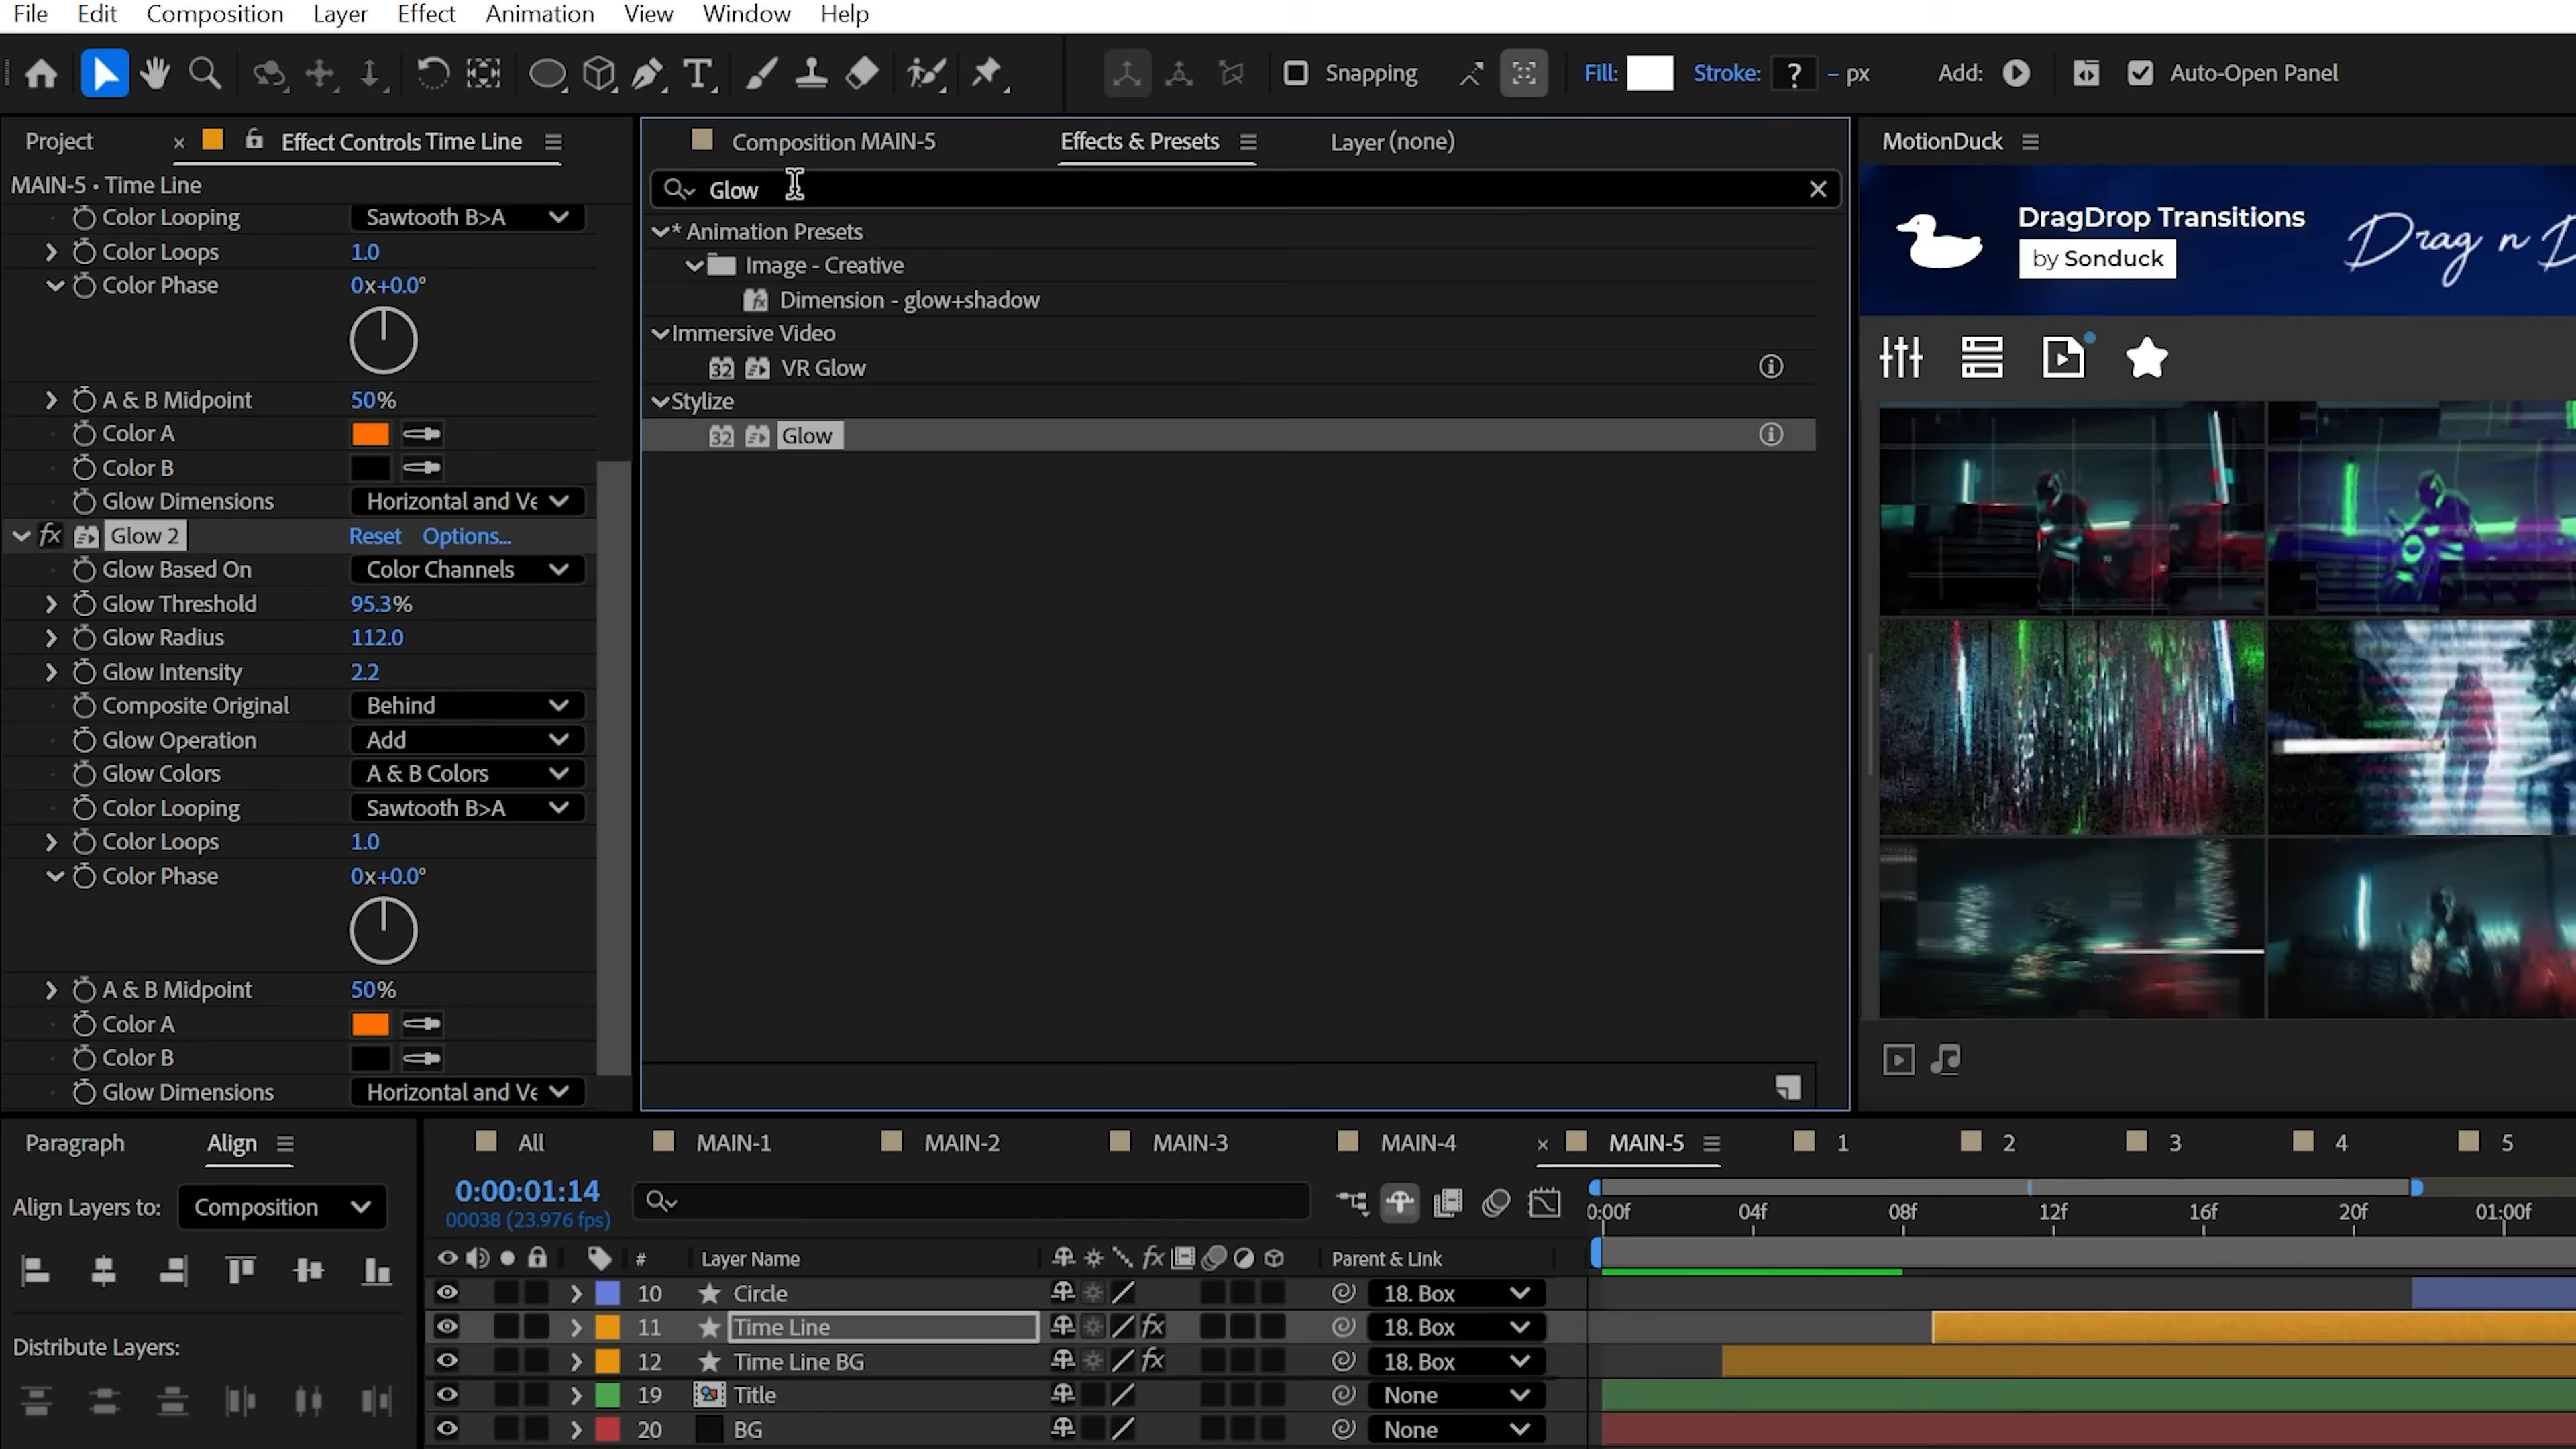 File Edit Composition Layer Effect Animation View Window Help
Snapping Fill: Stroke: ? – px Add: Auto-Open Panel
Project × Effect Controls Time Line
MAIN-5 • Time Line
Color Looping Sawtooth B>A
Color Loops 1.0
Color Phase 0x+0.0°
A & B Midpoint 50%
Color A
Color B
Glow Dimensions Horizontal and Ve
fx Glow 2 Reset Options...
Glow Based On Color Channels
Glow Threshold 95.3%
Glow Radius 112.0
Glow Intensity 2.2
Composite Original Behind
Glow Operation Add
Glow Colors A & B Colors
Color Looping Sawtooth B>A
Color Loops 1.0
Color Phase 0x+0.0°
A & B Midpoint 50%
Color A
Color B
Glow Dimensions Horizontal and Ve
Composition MAIN-5 Effects & Presets Layer (none)
Glow
* Animation Presets
Image - Creative
Dimension - glow+shadow
Immersive Video
32 VR Glow
Stylize
32 Glow
MotionDuck
DragDrop Transitions
by Sonduck
Drag n D
Paragraph Align
Align Layers to: Composition
Distribute Layers:
All MAIN-1 MAIN-2 MAIN-3 MAIN-4 × MAIN-5 1 2 3 4 5
0:00:01:14
00038 (23.976 fps)
0:00f 04f 08f 12f 16f 20f 01:00f
# Layer Name fx Parent & Link
10 Circle 18. Box
11 Time Line fx 18. Box
12 Time Line BG fx 18. Box
19 Title None
20 BG None